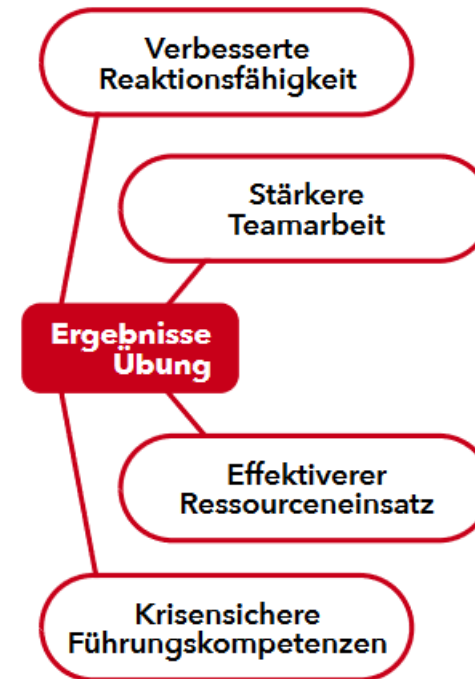 Verbesserte
Reaktionsfähigkeit
Stärkere
Teamarbeit
Ergebnisse
Übung
Effektiverer
Ressourceneinsatz
Krisensichere
Führungskompetenzen